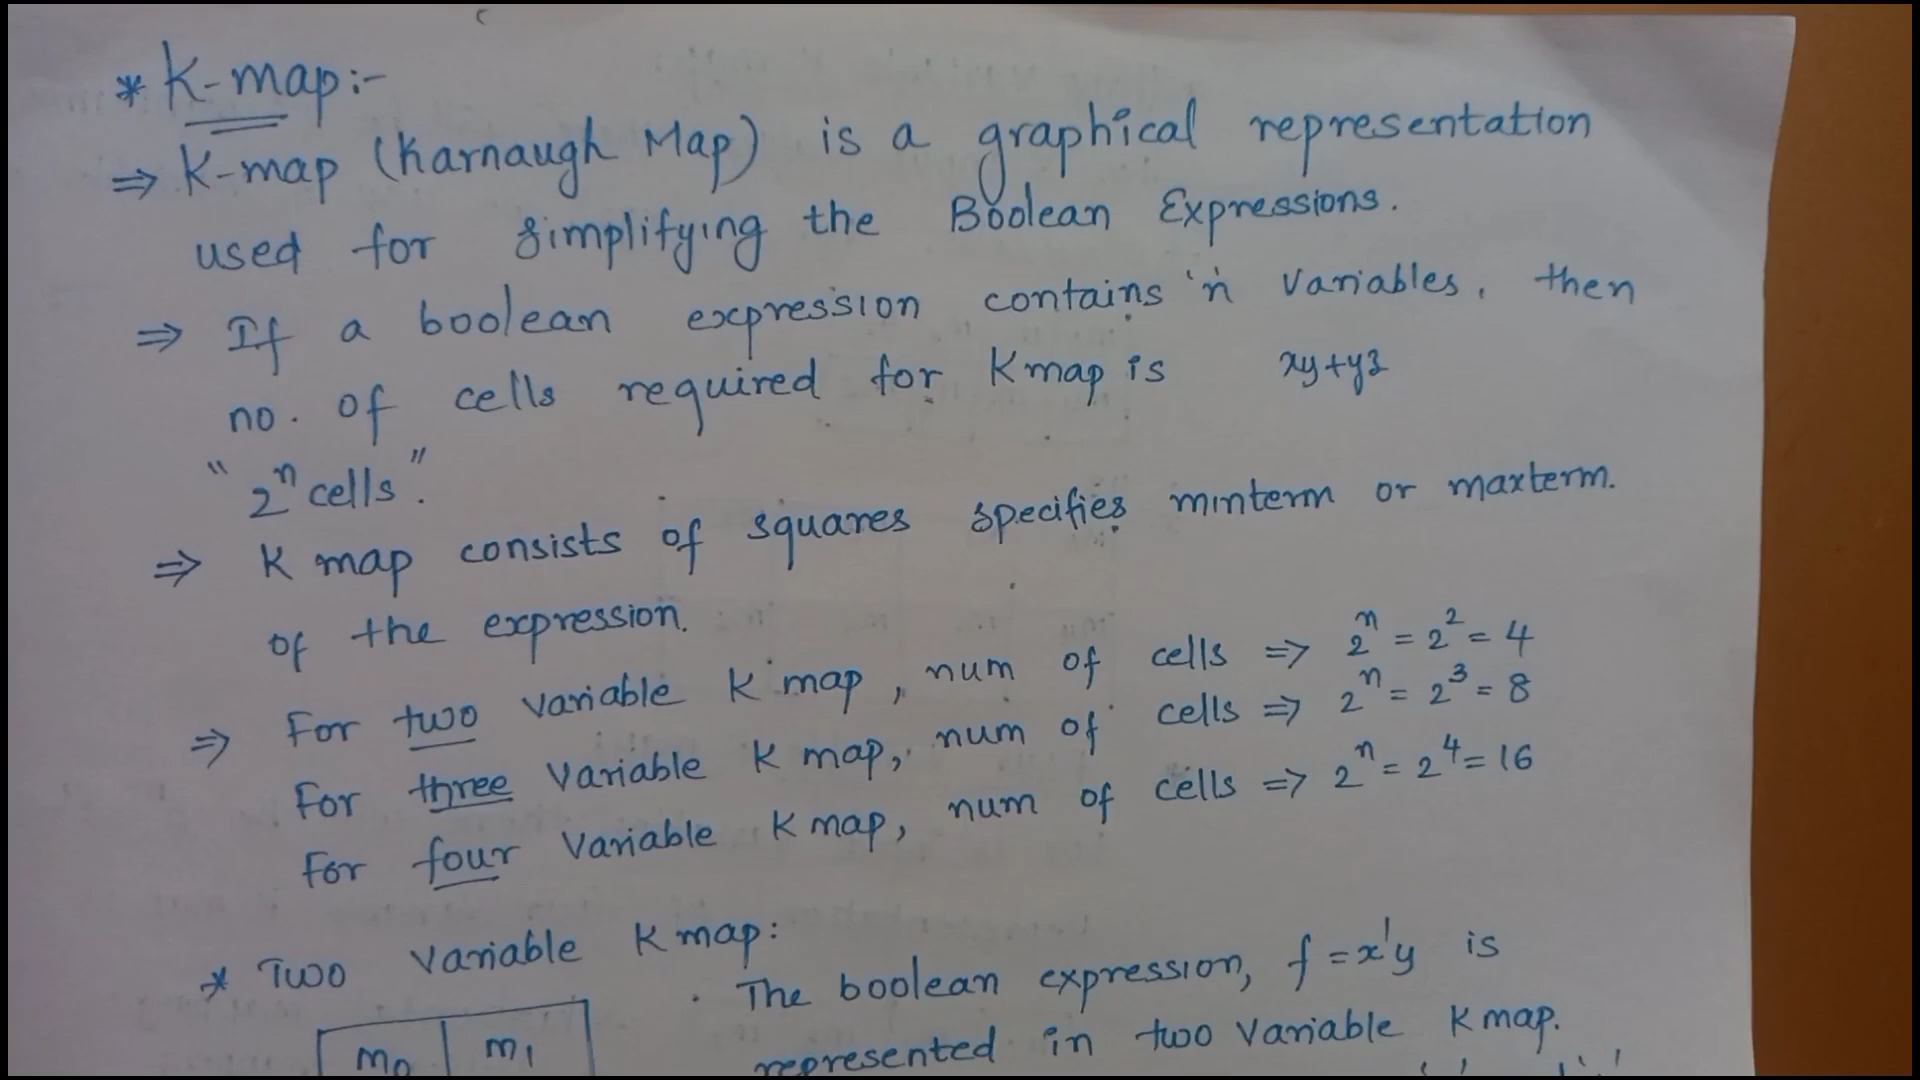 * K-map:-
⇒ K-map (Karnaugh Map) is a graphical representation
used for simplifying the Boolean Expressions.
⇒ If a boolean expression contains 'n' variables, then
no. of cells required for Kmap is xy+yz
"2ⁿ cells".
⇒ K map consists of squares specifies minterm or maxterm.
of the expression.
⇒ For two variable K map, num of cells ⇒ 2ⁿ = 2² = 4
For three variable K map, num of cells ⇒ 2ⁿ = 2³ = 8
For four variable K map, num of cells ⇒ 2ⁿ = 2⁴ = 16
* Two variable K map:
The boolean expression, f = x'y is
m₀ m₁
represented in two variable K map.